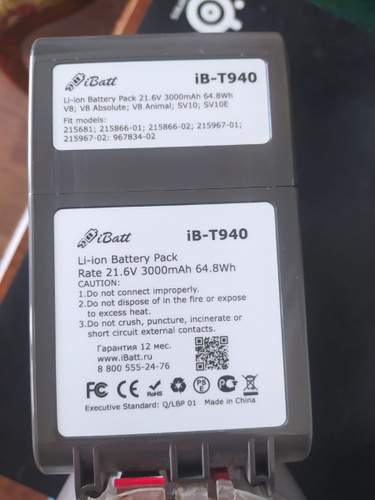 iBatt iB-T940
Li-ion Battery Pack 21.6V 3000mAh 64.8Wh
V8; V8 Absolute; V8 Animal; SV10; SV10E
Fit models:
215681; 215866-01; 215866-02; 215967-01;
215967-02; 967834-02
iBatt iB-T940
Li-ion Battery Pack
Rate 21.6V 3000mAh 64.8Wh
CAUTION:
1.Do not connect improperly.
2.Do not dispose of in the fire or expose
to excess heat.
3.Do not crush, puncture, incinerate or
short circuit external contacts.
Гарантия 12 мес.
www.iBatt.ru
8 800 555-24-76
FC CE RoHS PSE
Executive Standard: Q/LBP 01 Made in China